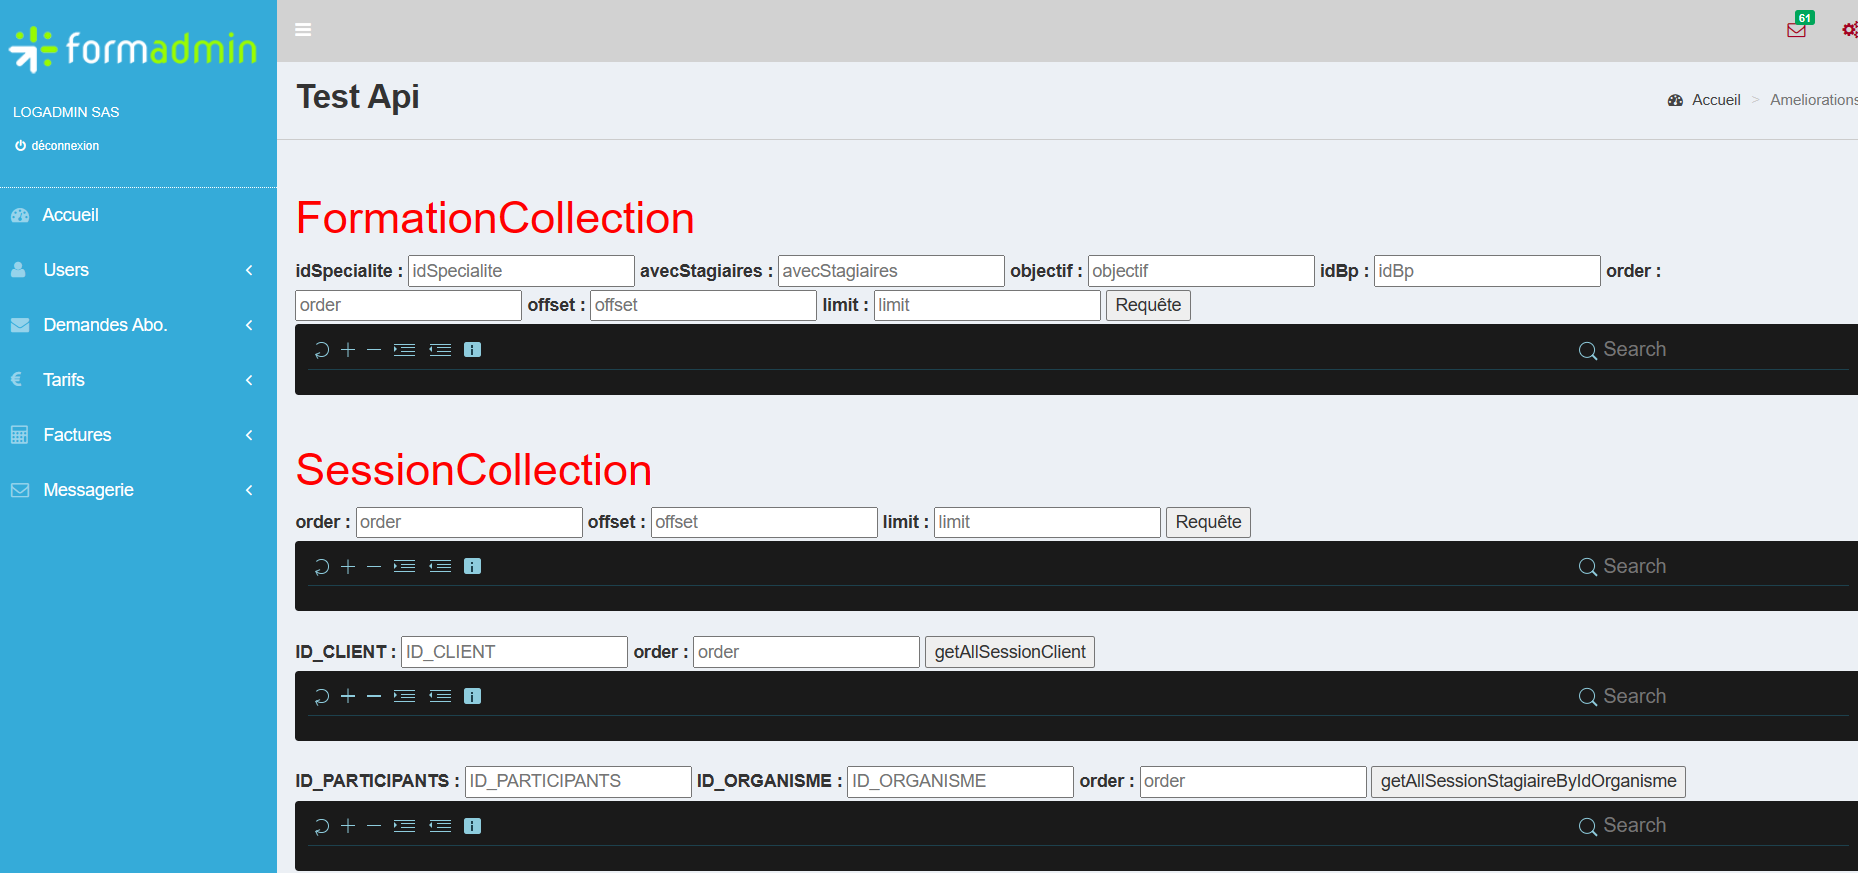 formadmin
61
LOGADMIN SAS
déconnexion
Accueil
Users
Demandes Abo.
Tarifs
Factures
Messagerie
Test Api
Accueil > Ameliorations
FormationCollection
idSpecialite : idSpecialite avecStagiaires : avecStagiaires objectif : objectif idBp : idBp order :
order offset : offset limit : limit Requête
Search
SessionCollection
order : order offset : offset limit : limit Requête
Search
ID_CLIENT : ID_CLIENT order : order getAllSessionClient
Search
ID_PARTICIPANTS : ID_PARTICIPANTS ID_ORGANISME : ID_ORGANISME order : order getAllSessionStagiaireByIdOrganisme
Search